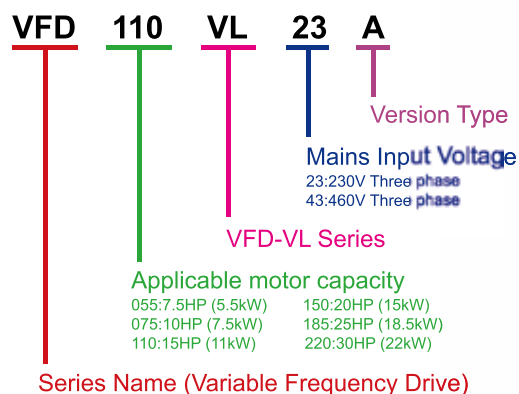 VFD 110 VL 23 A
Version Type
Mains Input Voltage
23:230V Three phase
43:460V Three phase
VFD-VL Series
Applicable motor capacity
055:7.5HP (5.5kW) 150:20HP (15kW)
075:10HP (7.5kW) 185:25HP (18.5kW)
110:15HP (11kW) 220:30HP (22kW)
Series Name (Variable Frequency Drive)